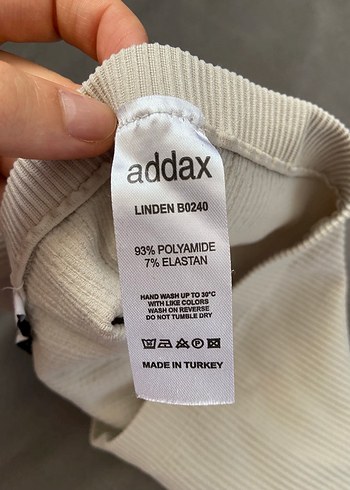 addax
LINDEN B0240
93% POLYAMIDE
7% ELASTAN
HAND WASH UP TO 30°C
WITH LIKE COLORS
WASH ON REVERSE
DO NOT TUMBLE DRY
MADE IN TURKEY